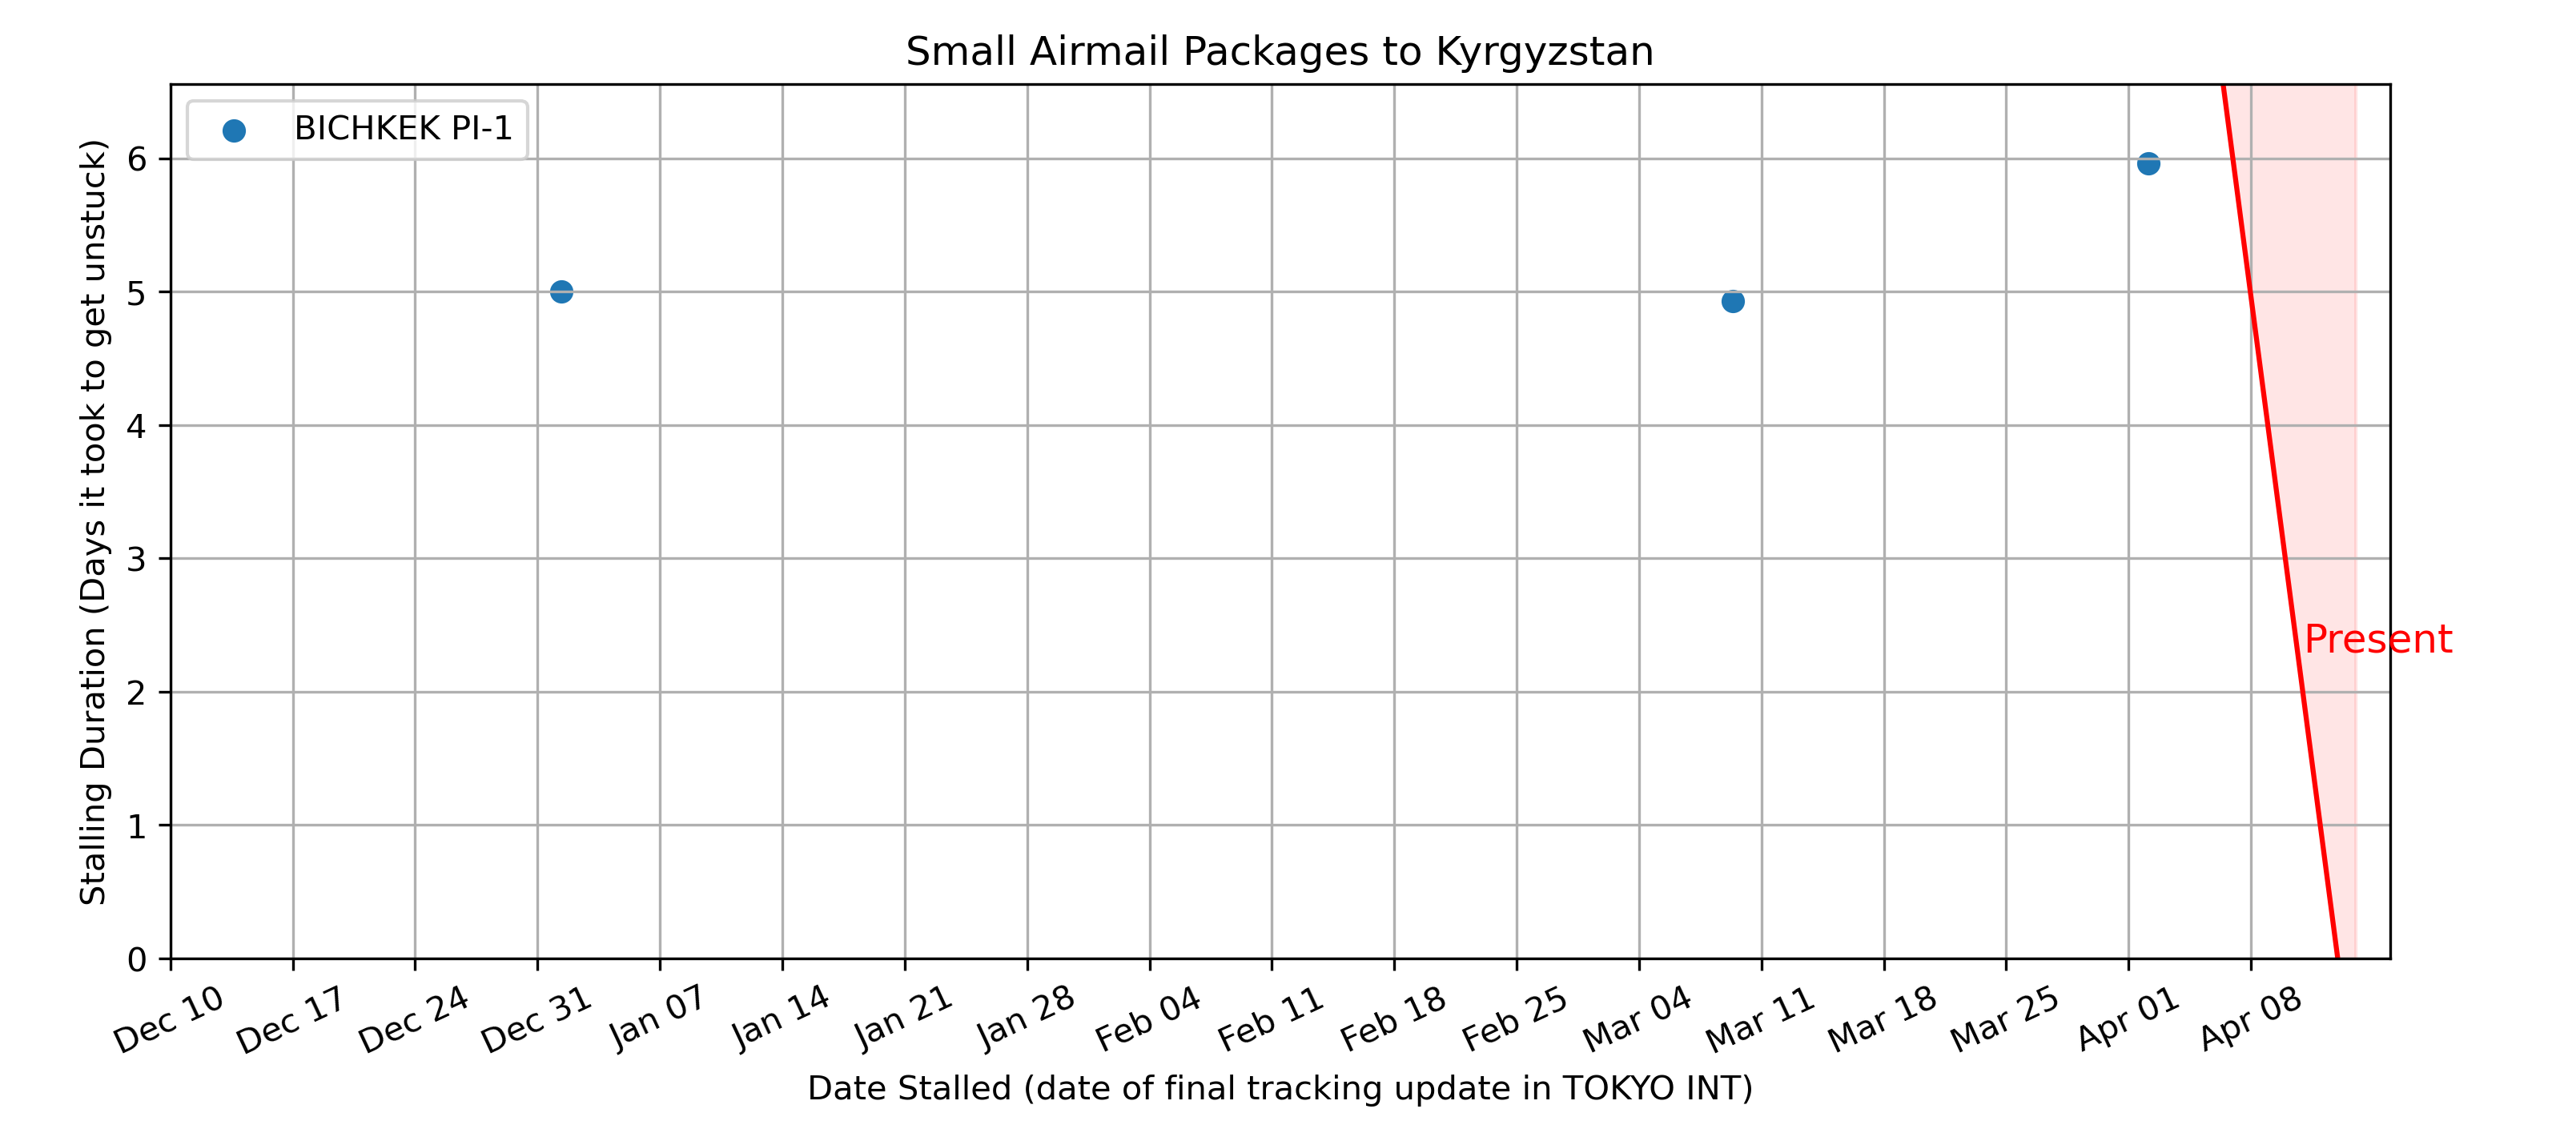 Small Airmail Packages to Kyrgyzstan
BICHKEK PI-1
Stalling Duration (Days it took to get unstuck)
6
5
4
3
2
1
0
Present
Dec 10
Dec 17
Dec 24
Dec 31
Jan 07
Jan 14
Jan 21
Jan 28
Feb 04
Feb 11
Feb 18
Feb 25
Mar 04
Mar 11
Mar 18
Mar 25
Apr 01
Apr 08
Date Stalled (date of final tracking update in TOKYO INT)